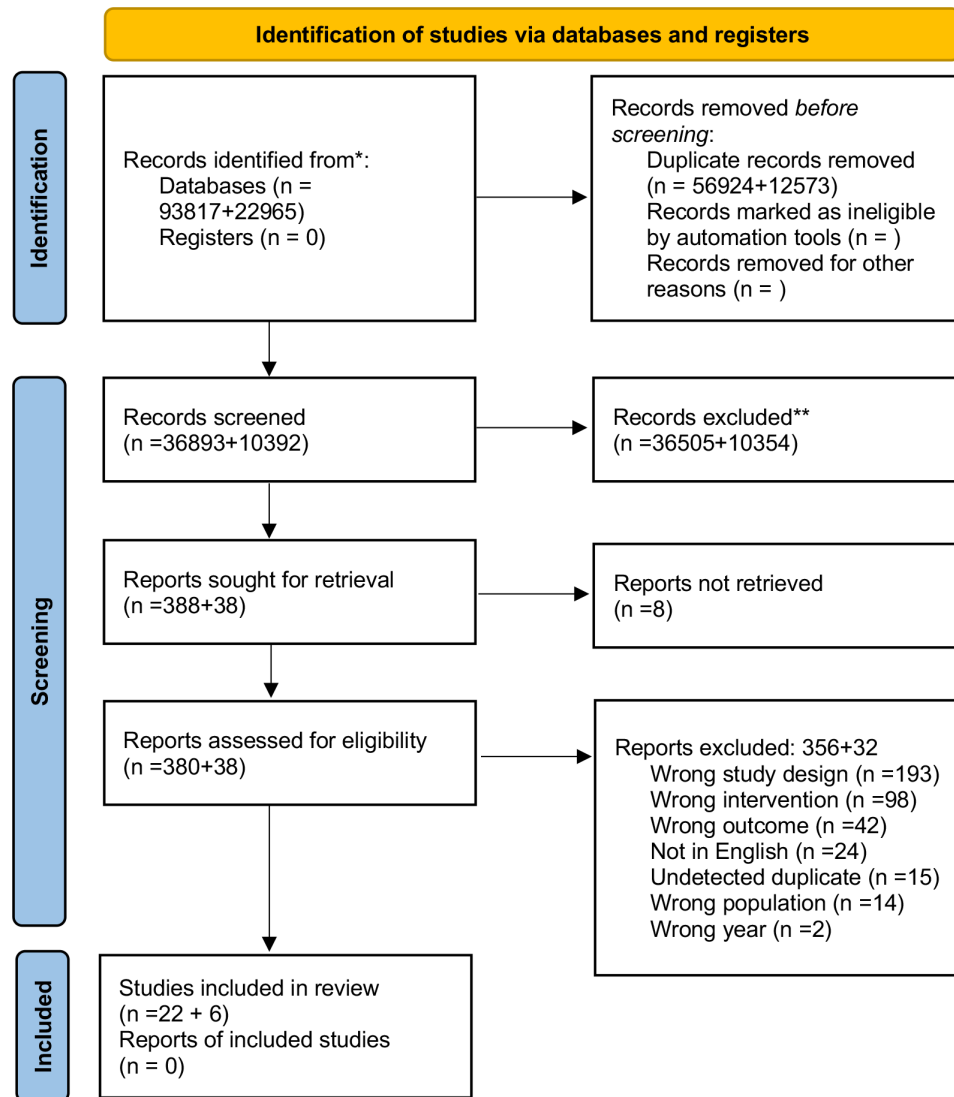 Identification of studies via databases and registers
Identification
Records identified from*:
Databases (n =
93817+22965)
Registers (n = 0)
Records removed before
screening:
Duplicate records removed
(n = 56924+12573)
Records marked as ineligible
by automation tools (n = )
Records removed for other
reasons (n = )
Screening
Records screened
(n =36893+10392)
Records excluded**
(n =36505+10354)
Reports sought for retrieval
(n =388+38)
Reports not retrieved
(n =8)
Reports assessed for eligibility
(n =380+38)
Reports excluded: 356+32
Wrong study design (n =193)
Wrong intervention (n =98)
Wrong outcome (n =42)
Not in English (n =24)
Undetected duplicate (n =15)
Wrong population (n =14)
Wrong year (n =2)
Included
Studies included in review
(n =22 + 6)
Reports of included studies
(n = 0)